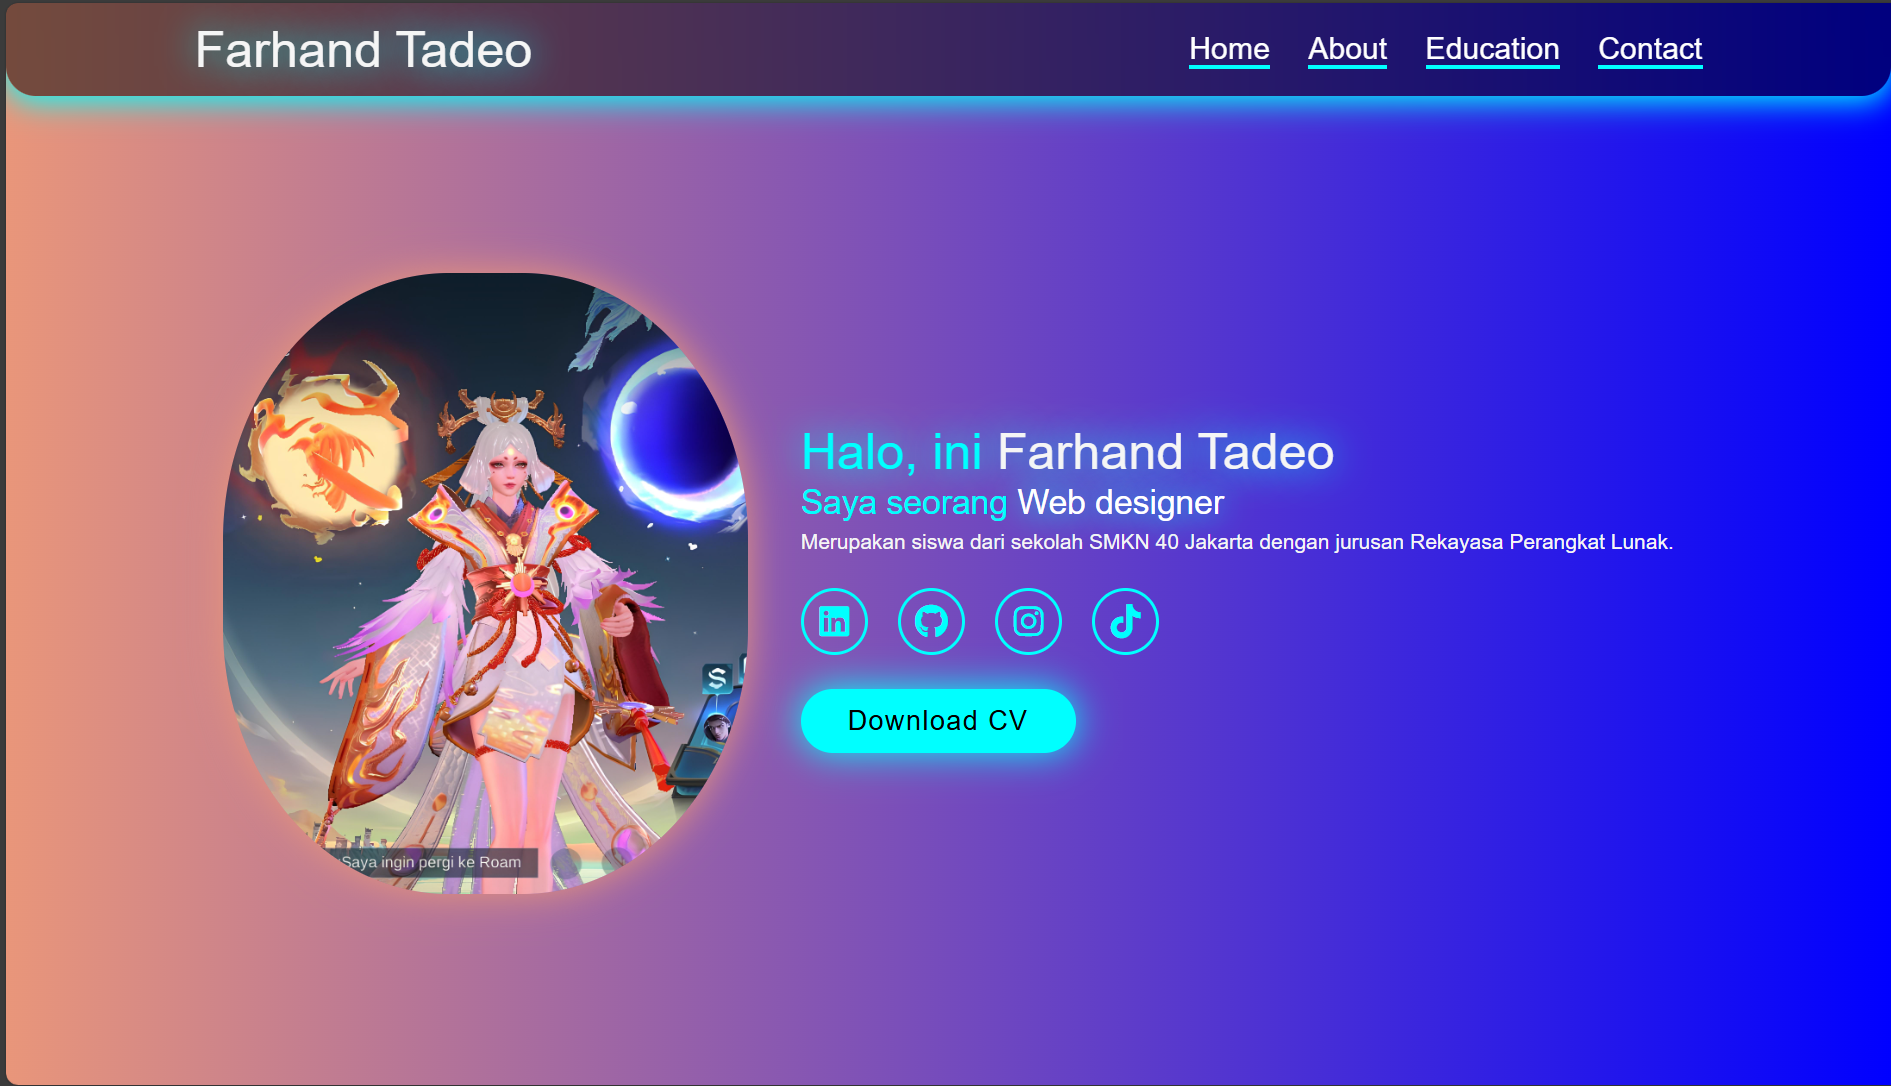 Farhand Tadeo
Home About Education Contact
Halo, ini Farhand Tadeo
Saya seorang Web designer
Merupakan siswa dari sekolah SMKN 40 Jakarta dengan jurusan Rekayasa Perangkat Lunak.
Download CV
Saya ingin pergi ke Roam